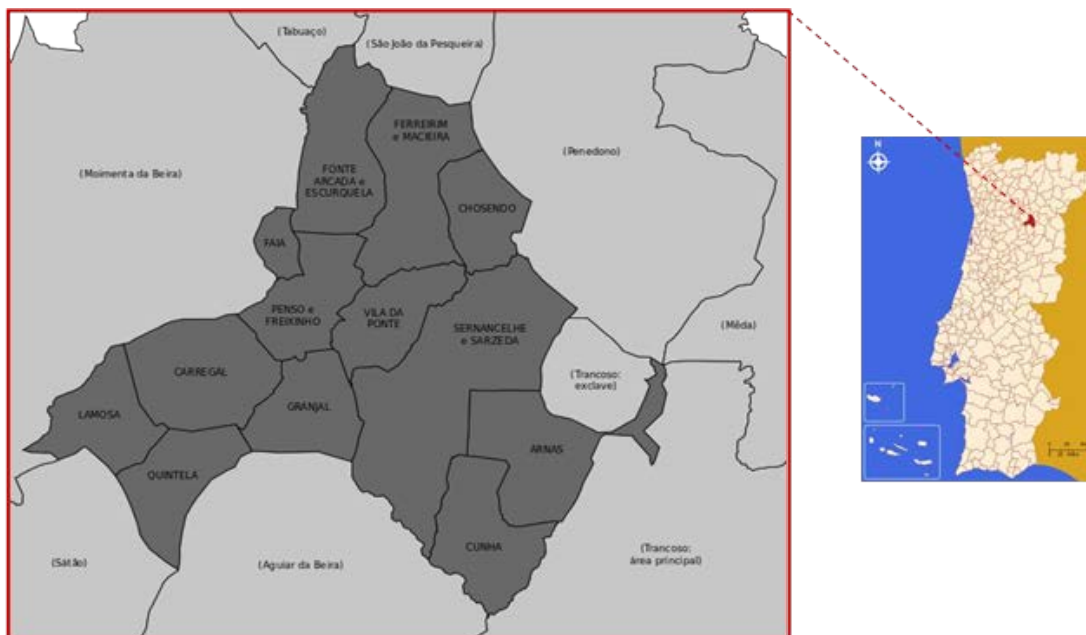 (Tabuaço)
(São João da Pesqueira)
FERREIRIM
e MACIEIRA
(Penedono)
(Moimenta da Beira)
FONTE
ARCADA e
ESCURQUELA
CHOSENDO
FAIA
PENSO e
FREIXINHO
VILA DA
PONTE
SERNANCELHE
e SARZEDA
(Mêda)
CARREGAL
(Trancoso:
exclave)
LAMOSA
GRANJAL
ARNAS
QUINTELA
CUNHA
(Sátão)
(Aguiar da Beira)
(Trancoso:
área principal)
N